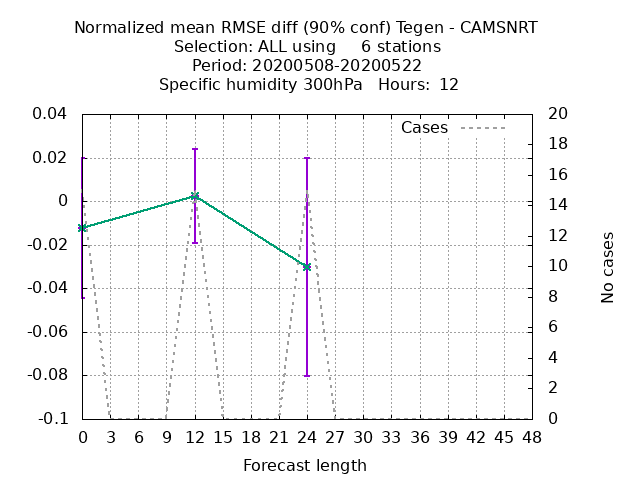 Normalized mean RMSE diff (90% conf) Tegen - CAMSNRT
Selection: ALL using     6 stations
Period: 20200508-20200522
Specific humidity 300hPa   Hours:  12
Cases
0.04
0.02
0
-0.02
-0.04
-0.06
-0.08
-0.1
20
18
16
14
12
10
8
6
4
2
0
No cases
0 3 6 9 12 15 18 21 24 27 30 33 36 39 42 45 48
Forecast length